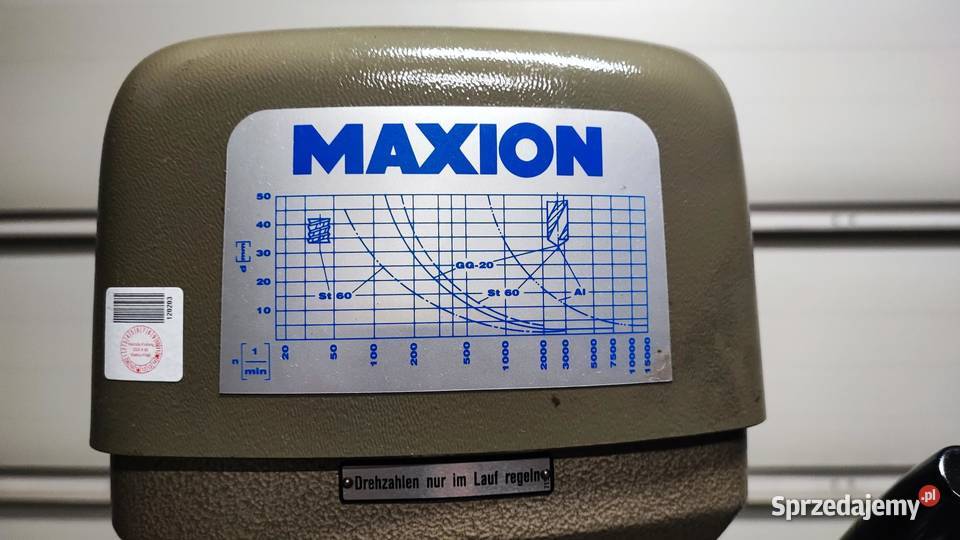 MAXION
50
40
30
20
10
d [mm]
St 60
GG-20
St 60
Al
n [1/min]
20 50 100 200 500 1000 2000 3000 5000 7500 10000 15000
120203
Drehzahlen nur im Lauf regeln
Sprzedajemy.pl